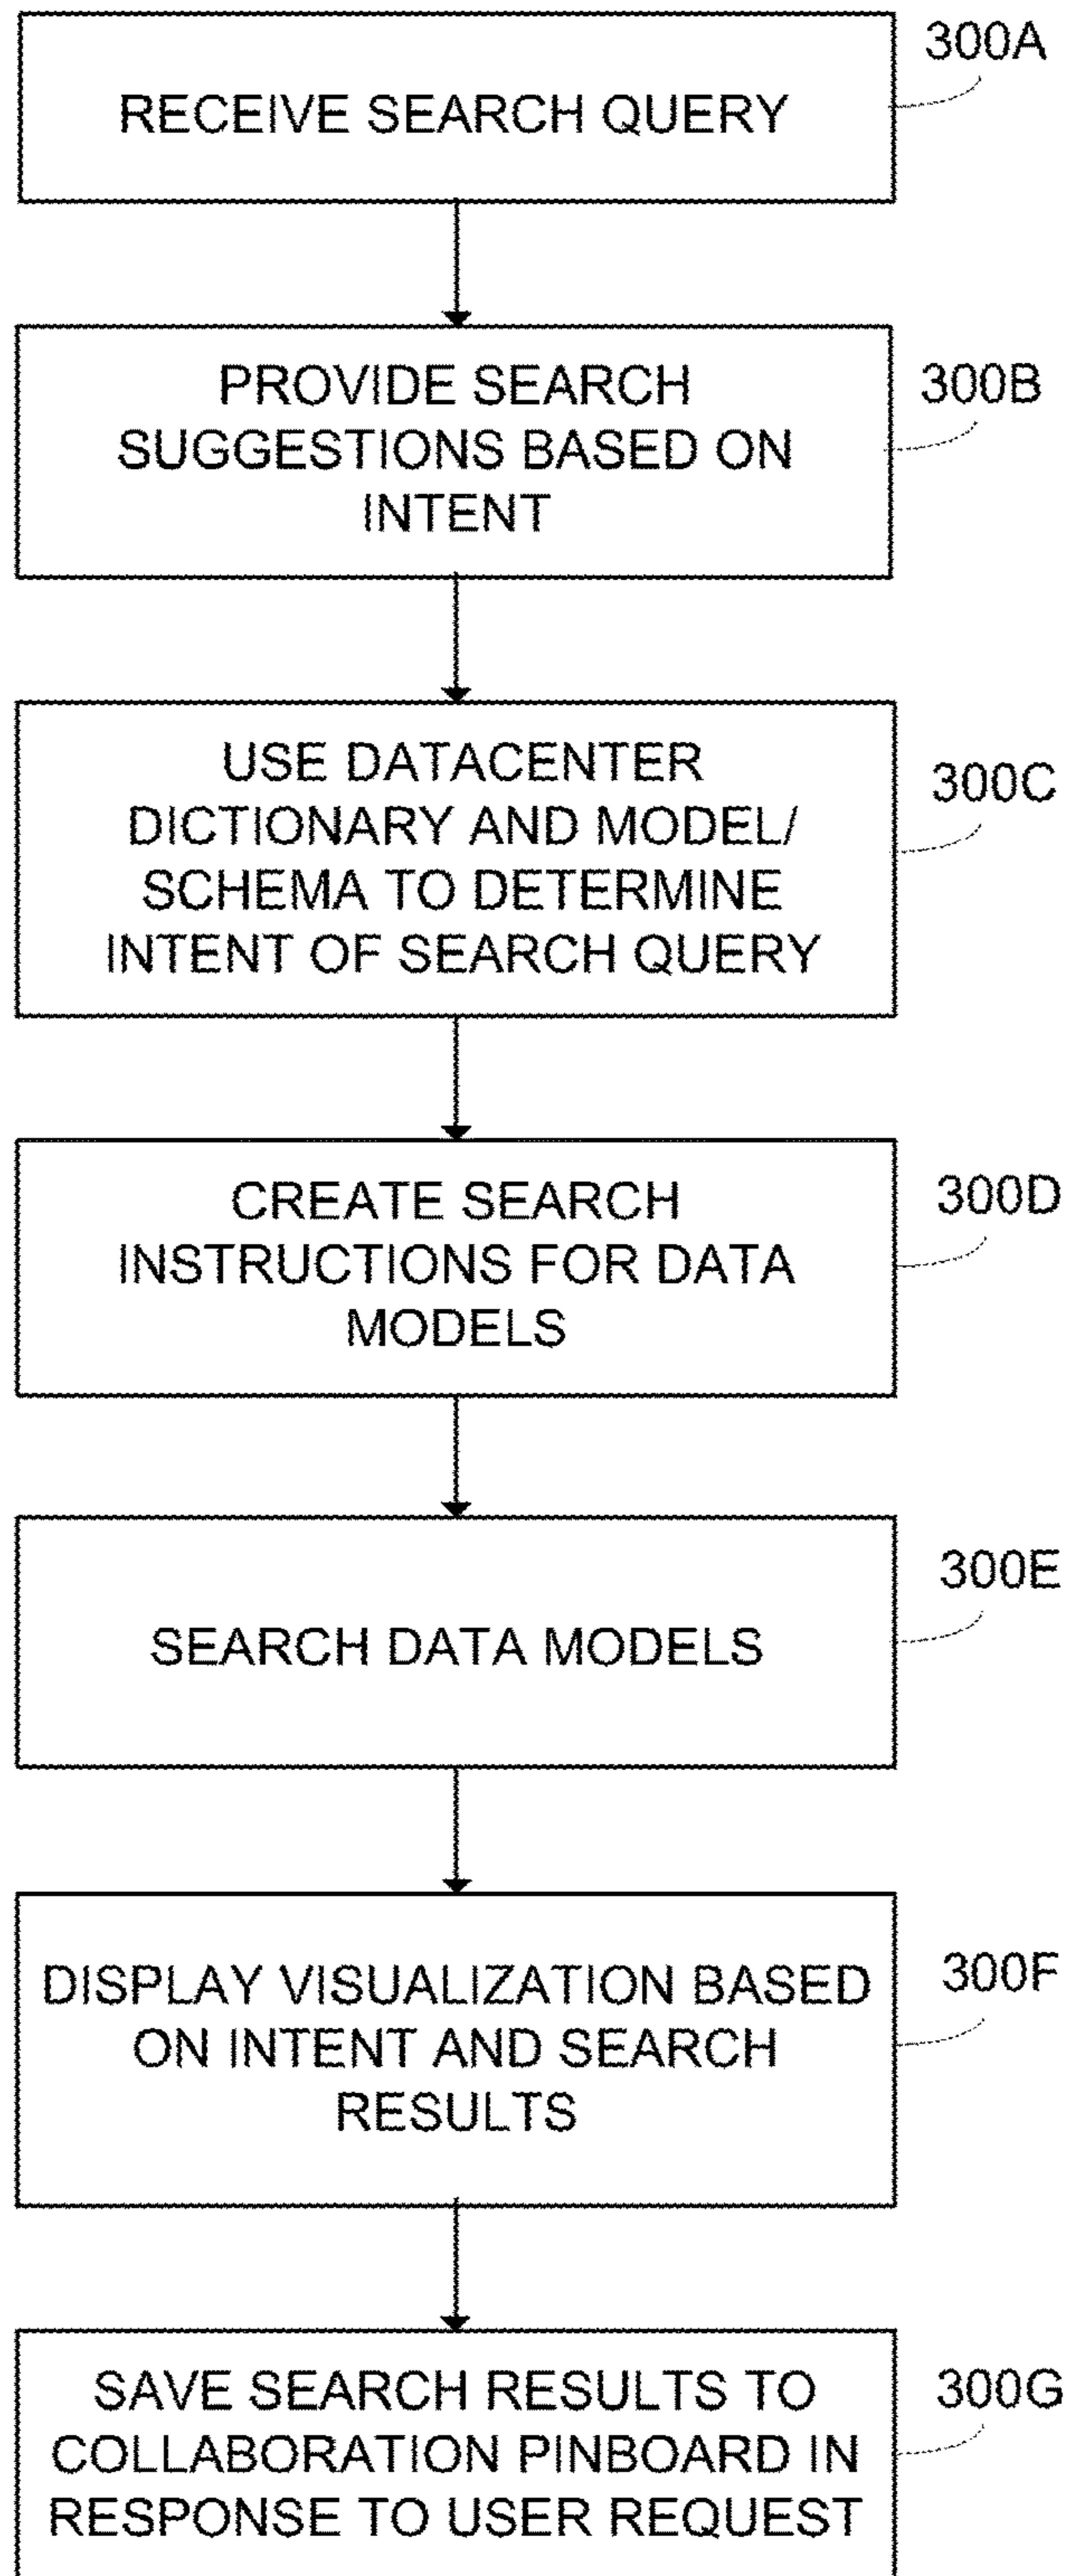 300A
RECEIVE SEARCH QUERY
300B
PROVIDE SEARCH
SUGGESTIONS BASED ON
INTENT
300C
USE DATACENTER
DICTIONARY AND MODEL/
SCHEMA TO DETERMINE
INTENT OF SEARCH QUERY
300D
CREATE SEARCH
INSTRUCTIONS FOR DATA
MODELS
300E
SEARCH DATA MODELS
300F
DISPLAY VISUALIZATION BASED
ON INTENT AND SEARCH
RESULTS
300G
SAVE SEARCH RESULTS TO
COLLABORATION PINBOARD IN
RESPONSE TO USER REQUEST